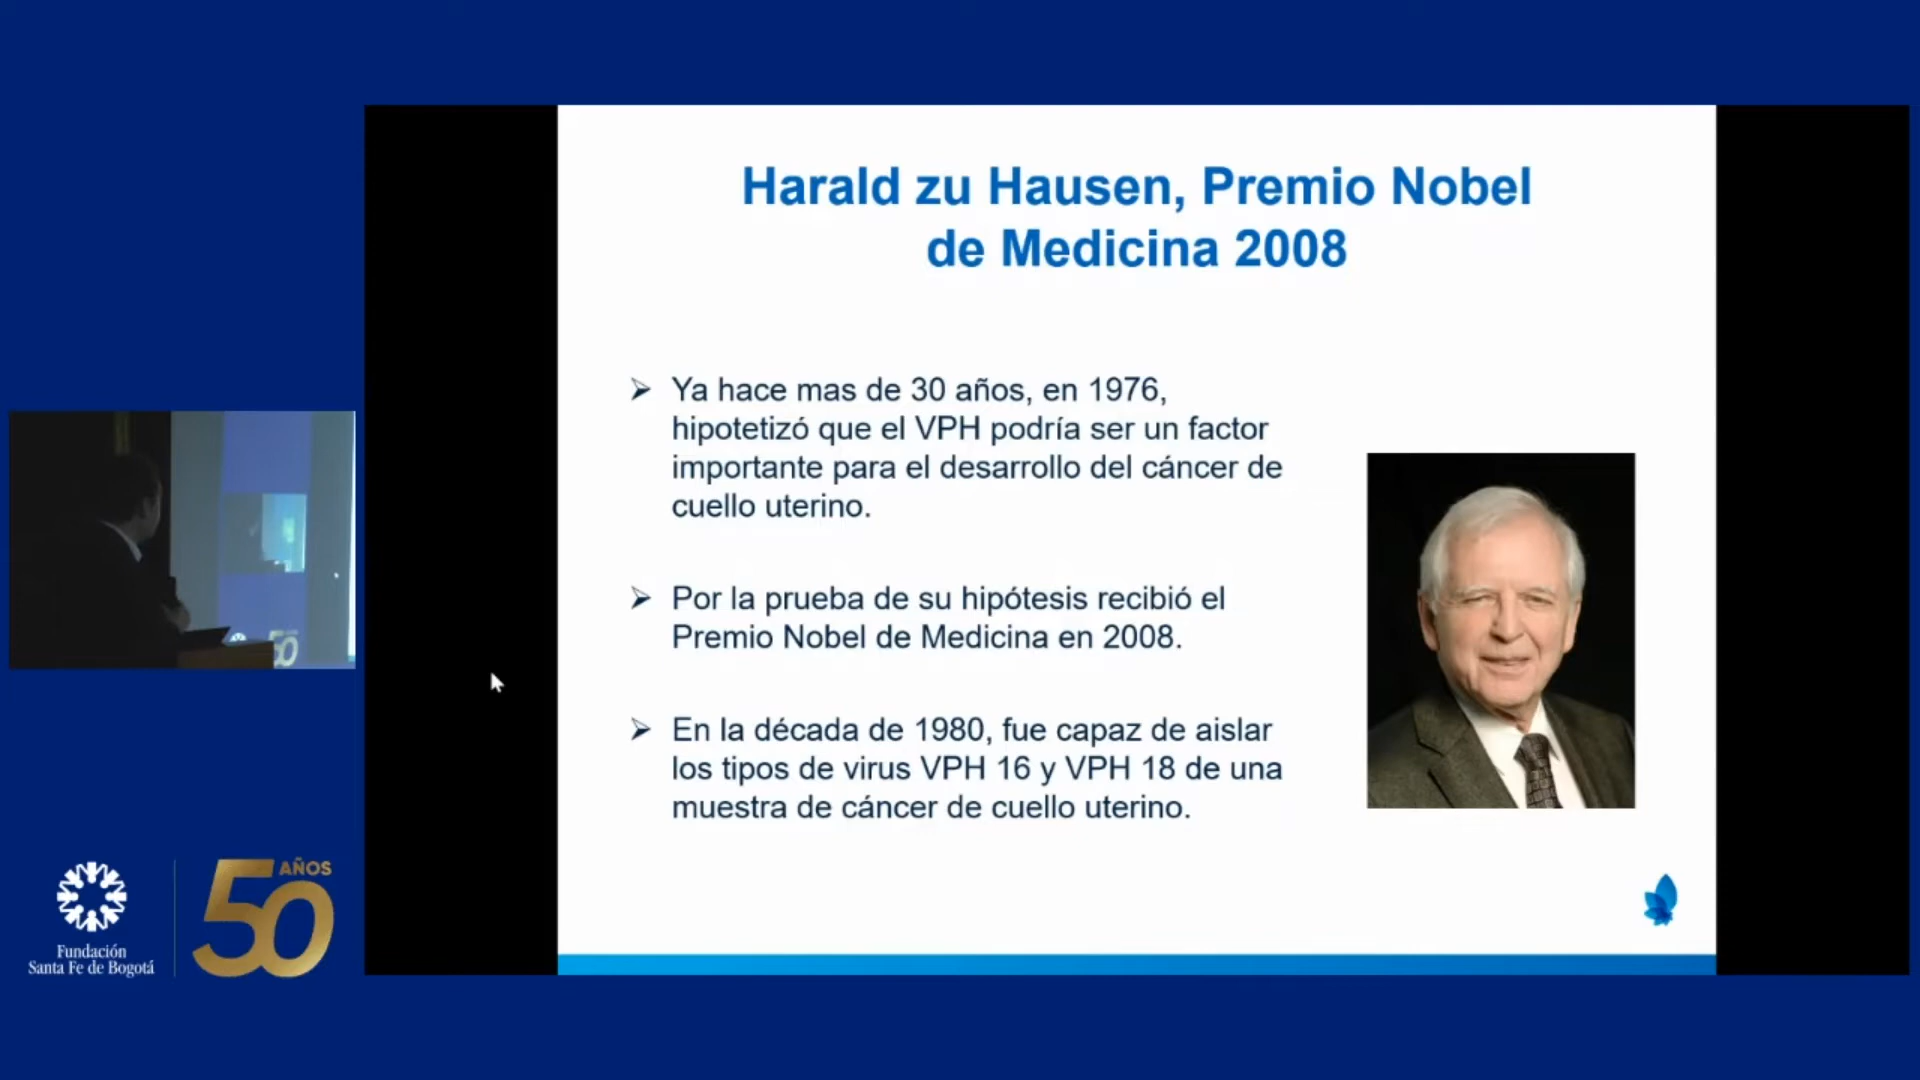 Harald zu Hausen, Premio Nobel
de Medicina 2008
➢ Ya hace mas de 30 años, en 1976,
hipotetizó que el VPH podría ser un factor
importante para el desarrollo del cáncer de
cuello uterino.
➢ Por la prueba de su hipótesis recibió el
Premio Nobel de Medicina en 2008.
➢ En la década de 1980, fue capaz de aislar
los tipos de virus VPH 16 y VPH 18 de una
muestra de cáncer de cuello uterino.
50
Fundación
Santa Fe de Bogotá
50 AÑOS